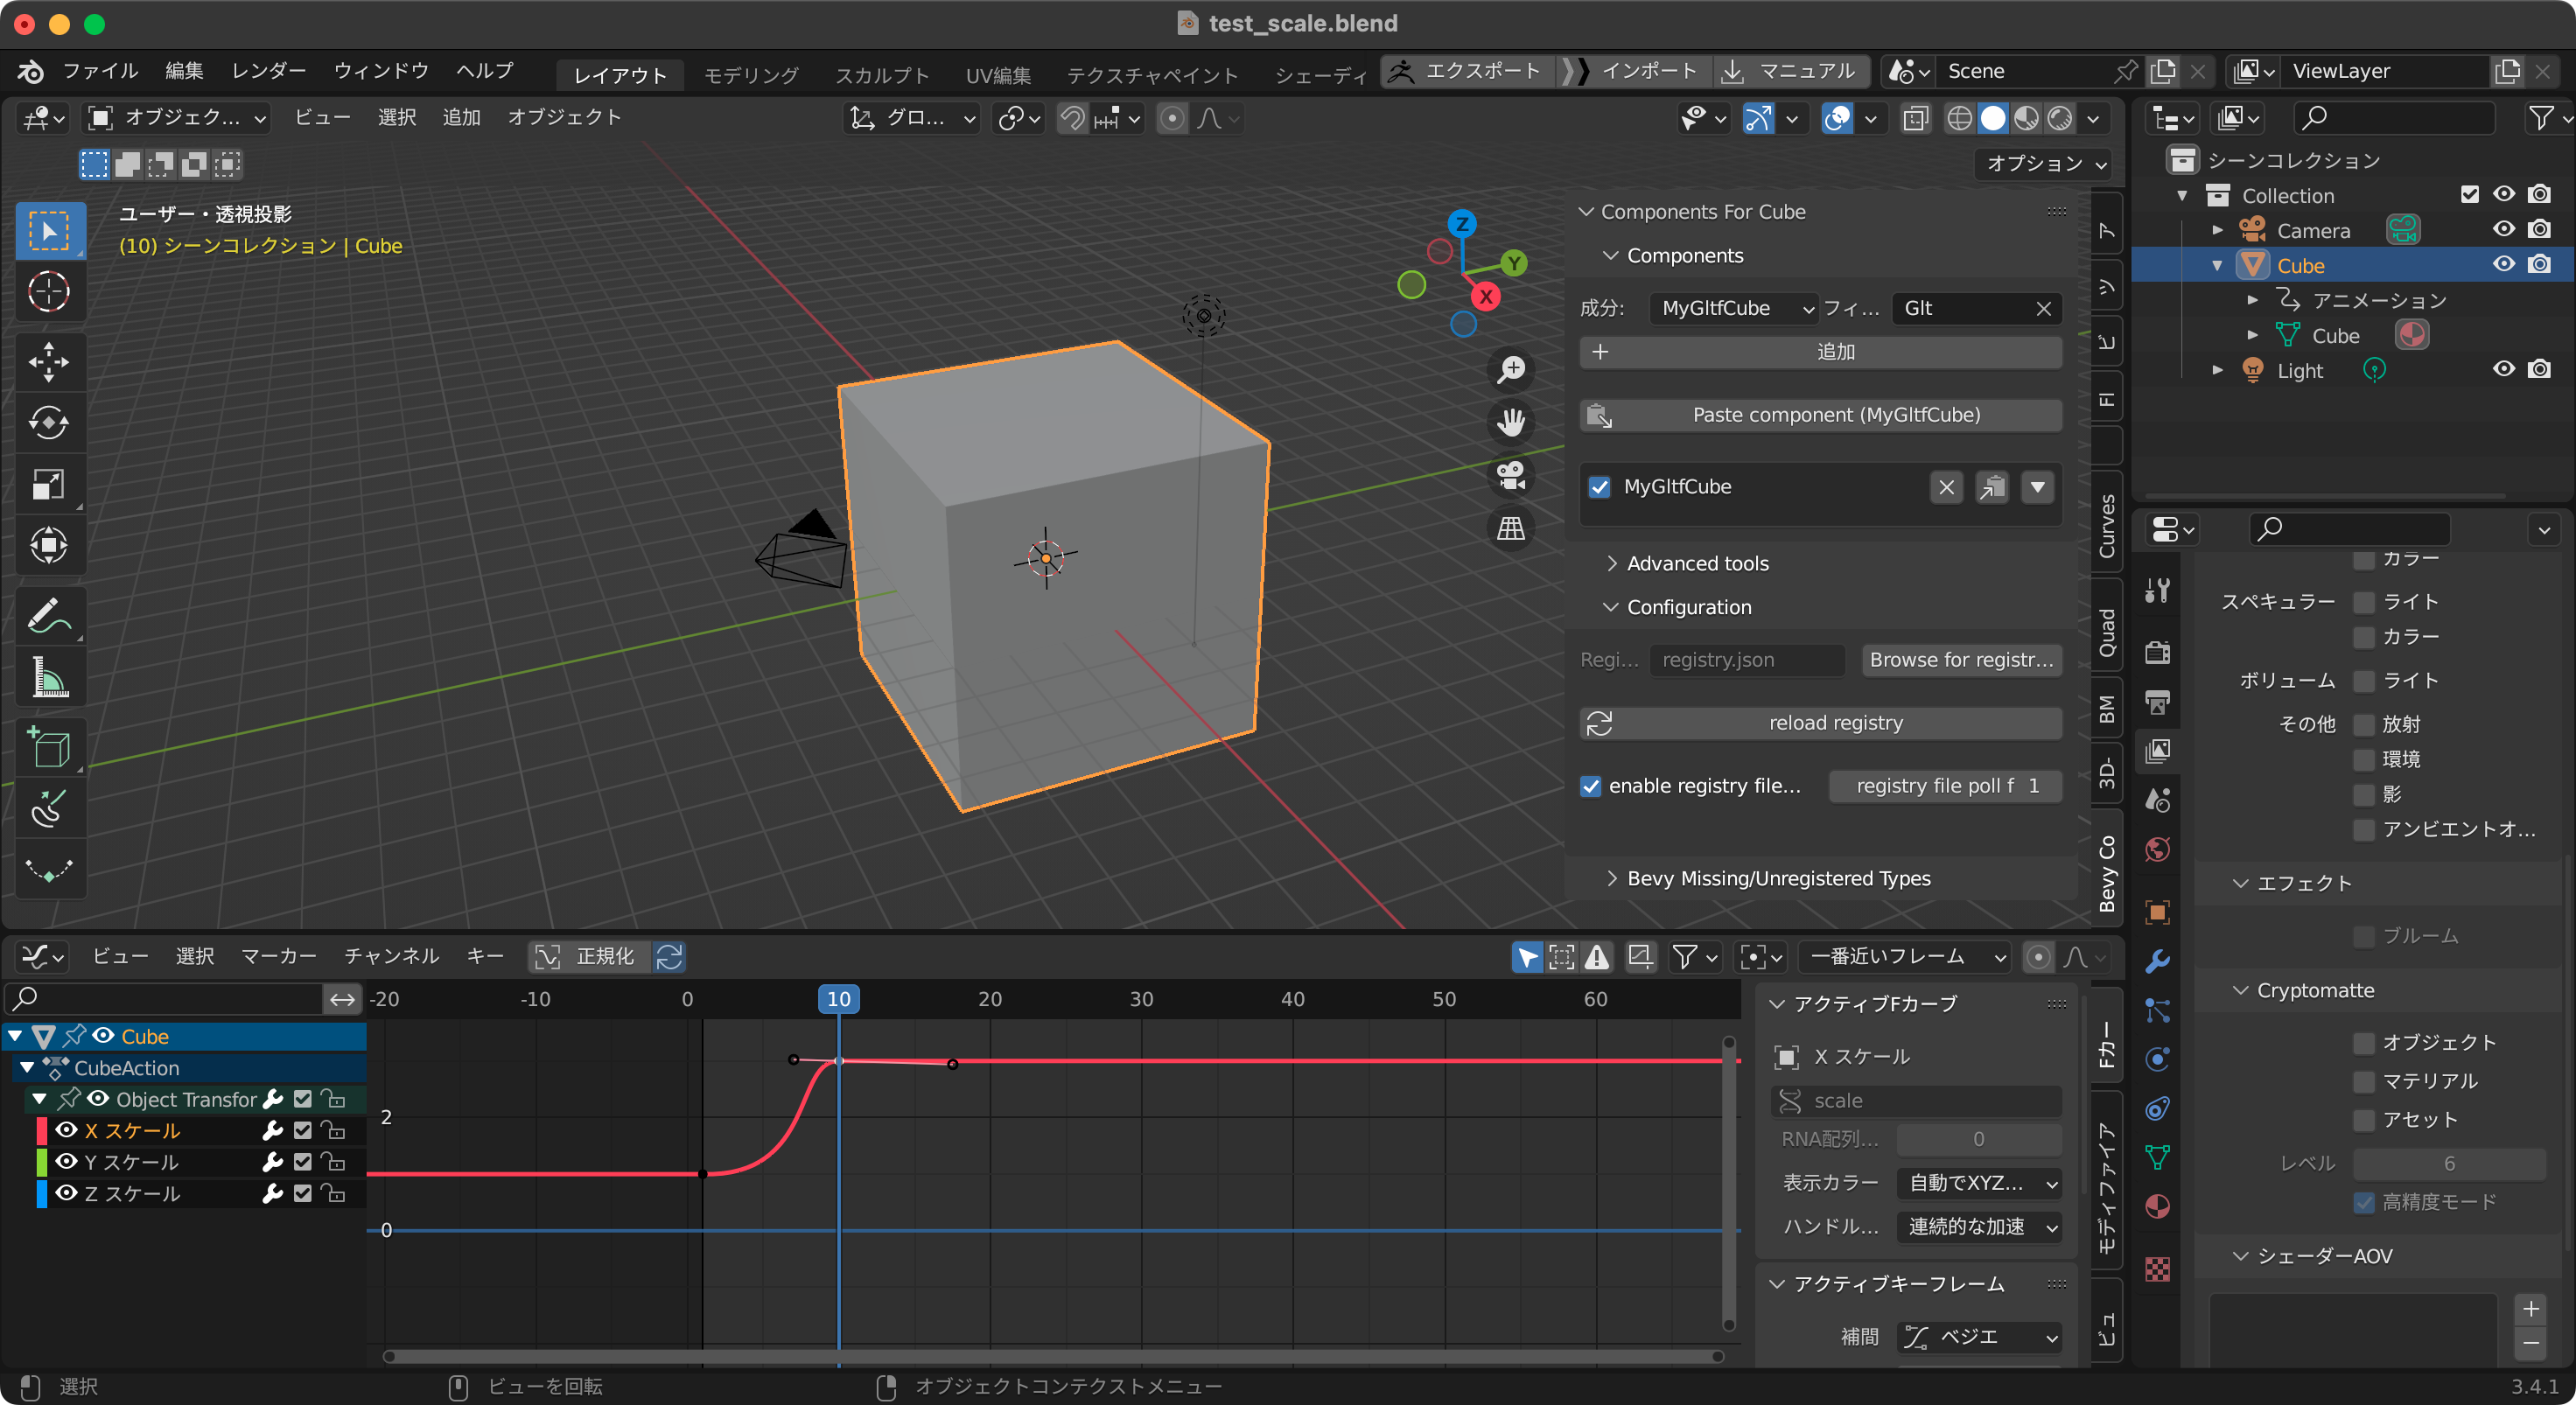 test_scale.blend
ファイル 編集 レンダー ウィンドウ ヘルプ レイアウト モデリング スカルプト UV編集 テクスチャペイント シェーディ エクスポート インポート マニュアル Scene ViewLayer
オブジェク... ビュー 選択 追加 オブジェクト グロ...
オプション
ユーザー・透視投影
(10) シーンコレクション | Cube
Z
Y
X
Components For Cube
Components
成分: MyGltfCube フィ... Glt
追加
Paste component (MyGltfCube)
MyGltfCube
Advanced tools
Configuration
Regi... registry.json Browse for registr...
reload registry
enable registry file... registry file poll f 1
Bevy Missing/Unregistered Types
ア
ツ
ビ
FI
Curves
Quad
BM
3D-
Bevy Co
シーンコレクション
Collection
Camera
Cube
アニメーション
Cube
Light
カラー
スペキュラー ライト
カラー
ボリューム ライト
その他 放射
環境
影
アンビエントオ...
エフェクト
ブルーム
Cryptomatte
オブジェクト
マテリアル
アセット
レベル 6
高精度モード
シェーダーAOV
ビュー 選択 マーカー チャンネル キー 正規化 一番近いフレーム
-20 -10 0 10 20 30 40 50 60
Cube
CubeAction
Object Transfor
X スケール
Y スケール
Z スケール
2
0
アクティブFカーブ
X スケール
scale
RNA配列... 0
表示カラー 自動でXYZ...
ハンドル... 連続的な加速
アクティブキーフレーム
補間 ベジエ
Fカー
モディファイア
ビュ
選択 ビューを回転 オブジェクトコンテクストメニュー 3.4.1